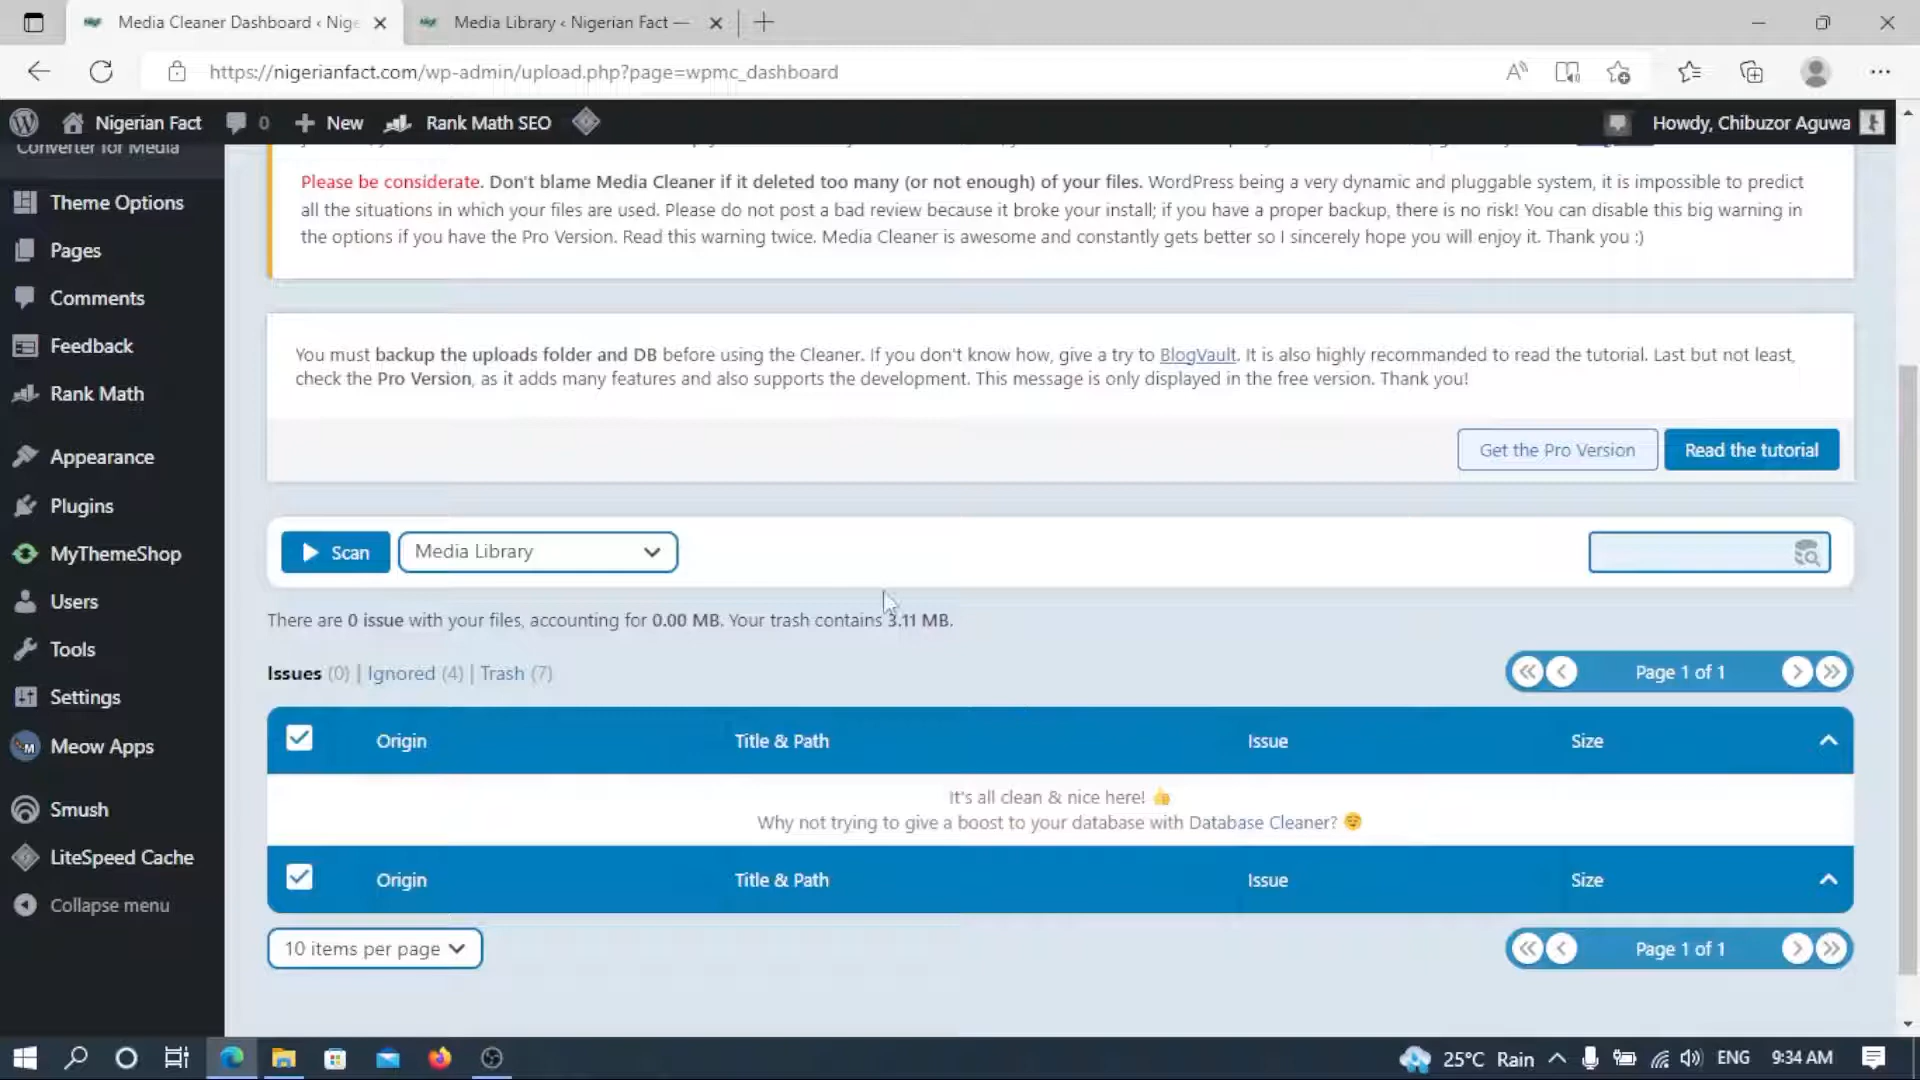 Media Cleaner Dashboard ‹ Nige
Media Library ‹ Nigerian Fact —
https://nigerianfact.com/wp-admin/upload.php?page=wpmc_dashboard
Nigerian Fact
0
New
Rank Math SEO
Howdy, Chibuzor Aguwa
Converter for Media
Theme Options
Pages
Comments
Feedback
Rank Math
Appearance
Plugins
MyThemeShop
Users
Tools
Settings
Meow Apps
Smush
LiteSpeed Cache
Collapse menu
Please be considerate. Don't blame Media Cleaner if it deleted too many (or not enough) of your files. WordPress being a very dynamic and pluggable system, it is impossible to predict
all the situations in which your files are used. Please do not post a bad review because it broke your install; if you have a proper backup, there is no risk! You can disable this big warning in
the options if you have the Pro Version. Read this warning twice. Media Cleaner is awesome and constantly gets better so I sincerely hope you will enjoy it. Thank you :)
You must backup the uploads folder and DB before using the Cleaner. If you don't know how, give a try to BlogVault. It is also highly recommanded to read the tutorial. Last but not least,
check the Pro Version, as it adds many features and also supports the development. This message is only displayed in the free version. Thank you!
Get the Pro Version
Read the tutorial
Scan
Media Library
There are 0 issue with your files, accounting for 0.00 MB. Your trash contains 3.11 MB.
Issues (0) | Ignored (4) | Trash (7)
Page 1 of 1
Origin Title & Path Issue Size
It's all clean & nice here! 👍
Why not trying to give a boost to your database with Database Cleaner? 😌
Origin Title & Path Issue Size
10 items per page
Page 1 of 1
25°C Rain
ENG
9:34 AM